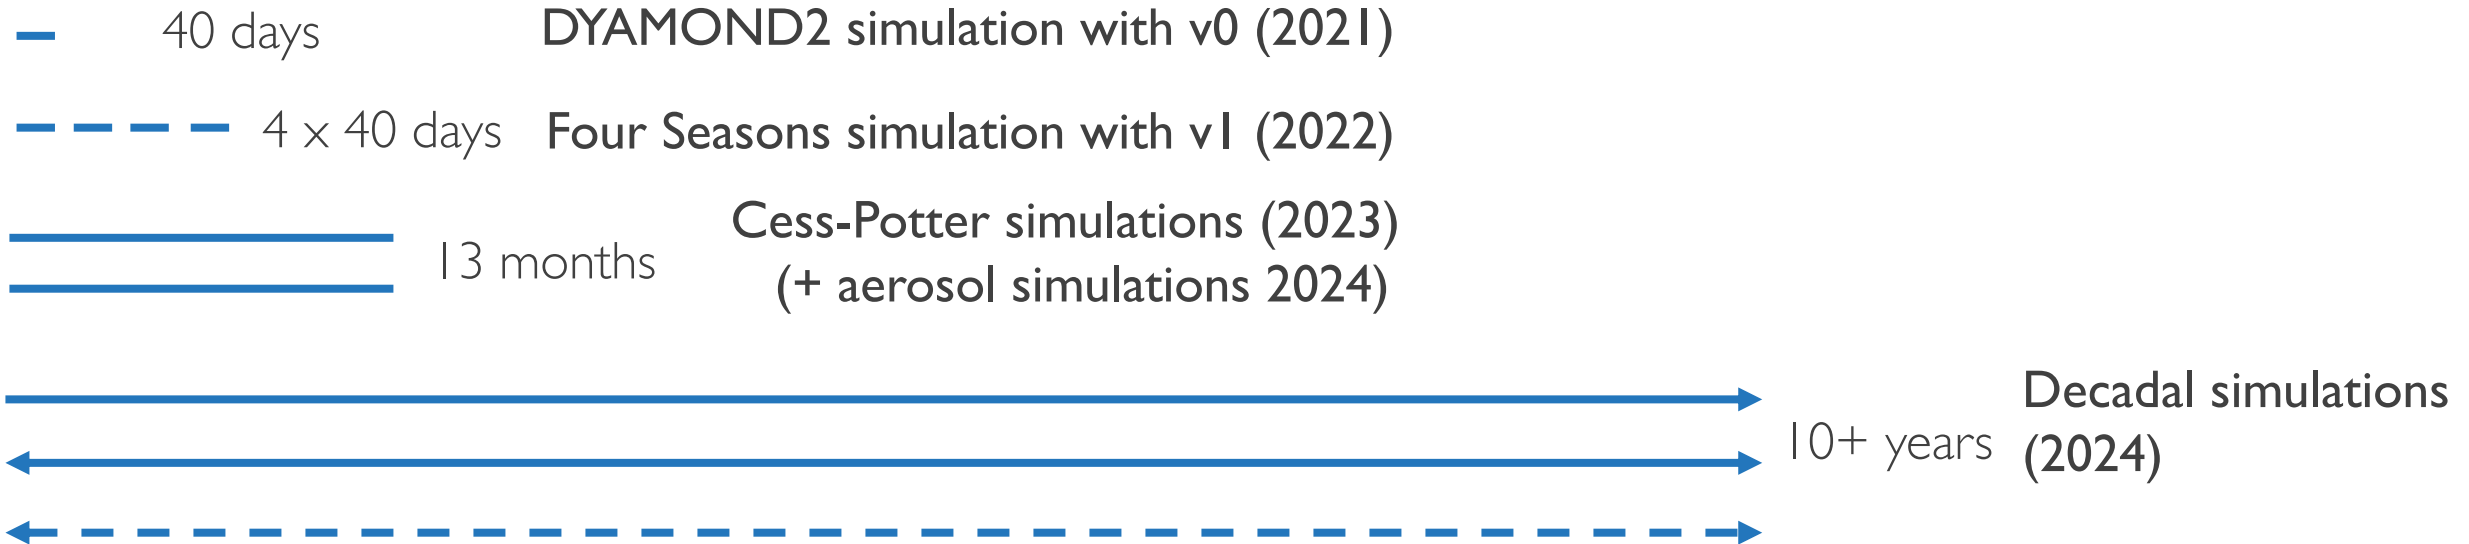 40 days DYAMOND2 simulation with v0 (2021)
4 x 40 days Four Seasons simulation with v1 (2022)
Cess-Potter simulations (2023)
13 months
(+ aerosol simulations 2024)
Decadal simulations
10+ years
(2024)